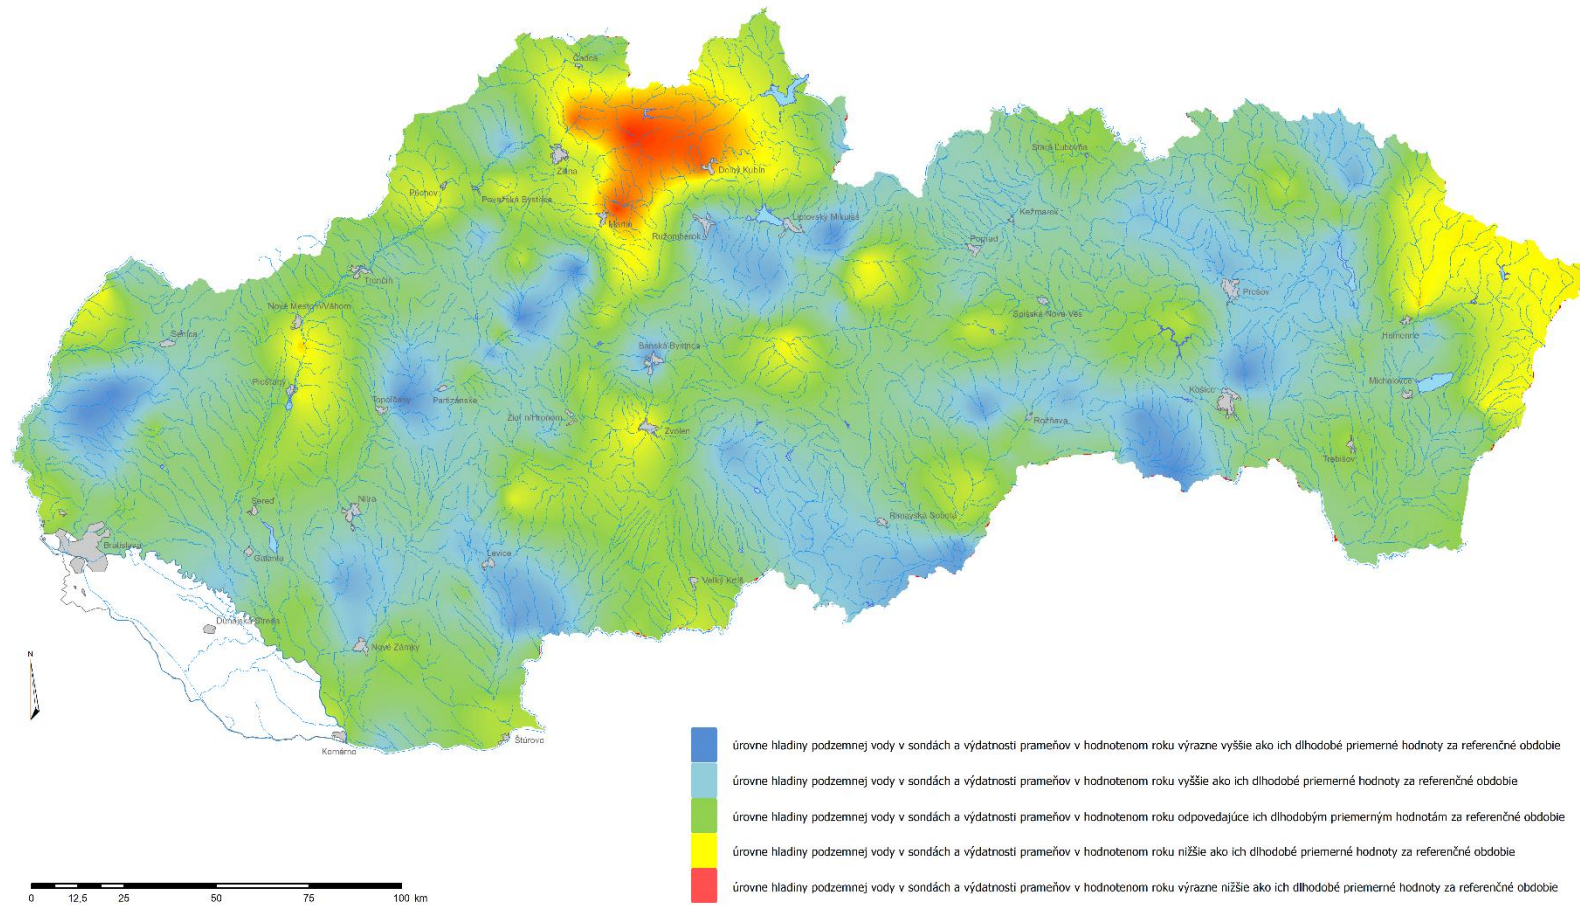 Čadca
Žilina
Dolný Kubín
Stará Ľubovňa
Púchov
Považská Bystrica
Martin
Ružomberok
Liptovský Mikuláš
Kežmarok
Poprad
Trenčín
Prešov
Nové Mesto n/Váhom
Spišská Nová Ves
Senica
Humenné
Banská Bystrica
Piešťany
Topoľčany
Partizánske
Michalovce
Košice
Žiar n/Hronom
Zvolen
Rožňava
Trebišov
Sereď
Nitra
Rimavská Sobota
Bratislava
Galanta
Levice
Veľký Krtíš
Dunajská Streda
Nové Zámky
Komárno
Štúrovo
N
úrovne hladiny podzemnej vody v sondách a výdatnosti prameňov v hodnotenom roku výrazne vyššie ako ich dlhodobé priemerné hodnoty za referenčné obdobie
úrovne hladiny podzemnej vody v sondách a výdatnosti prameňov v hodnotenom roku vyššie ako ich dlhodobé priemerné hodnoty za referenčné obdobie
úrovne hladiny podzemnej vody v sondách a výdatnosti prameňov v hodnotenom roku odpovedajúce ich dlhodobým priemerným hodnotám za referenčné obdobie
úrovne hladiny podzemnej vody v sondách a výdatnosti prameňov v hodnotenom roku nižšie ako ich dlhodobé priemerné hodnoty za referenčné obdobie
úrovne hladiny podzemnej vody v sondách a výdatnosti prameňov v hodnotenom roku výrazne nižšie ako ich dlhodobé priemerné hodnoty za referenčné obdobie
0 12,5 25 50 75 100 km